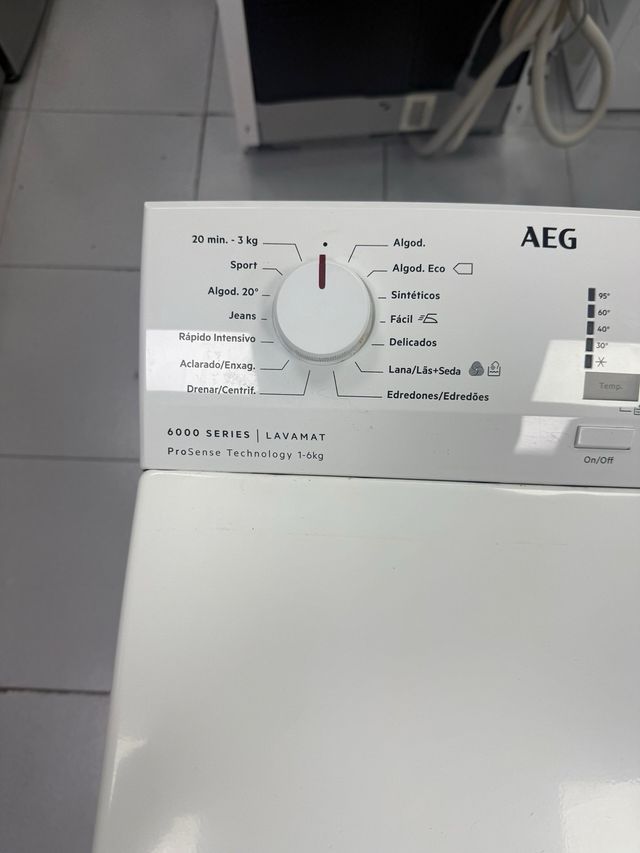 AEG
20 min. - 3 kg
Sport
Algod. 20°
Jeans
Rápido Intensivo
Aclarado/Enxag.
Drenar/Centrif.
Algod.
Algod. Eco
Sintéticos
Fácil
Delicados
Lana/Lãs+Seda
Edredones/Edredões
95°
60°
40°
30°
Temp.
On/Off
6000 SERIES | LAVAMAT
ProSense Technology 1-6kg